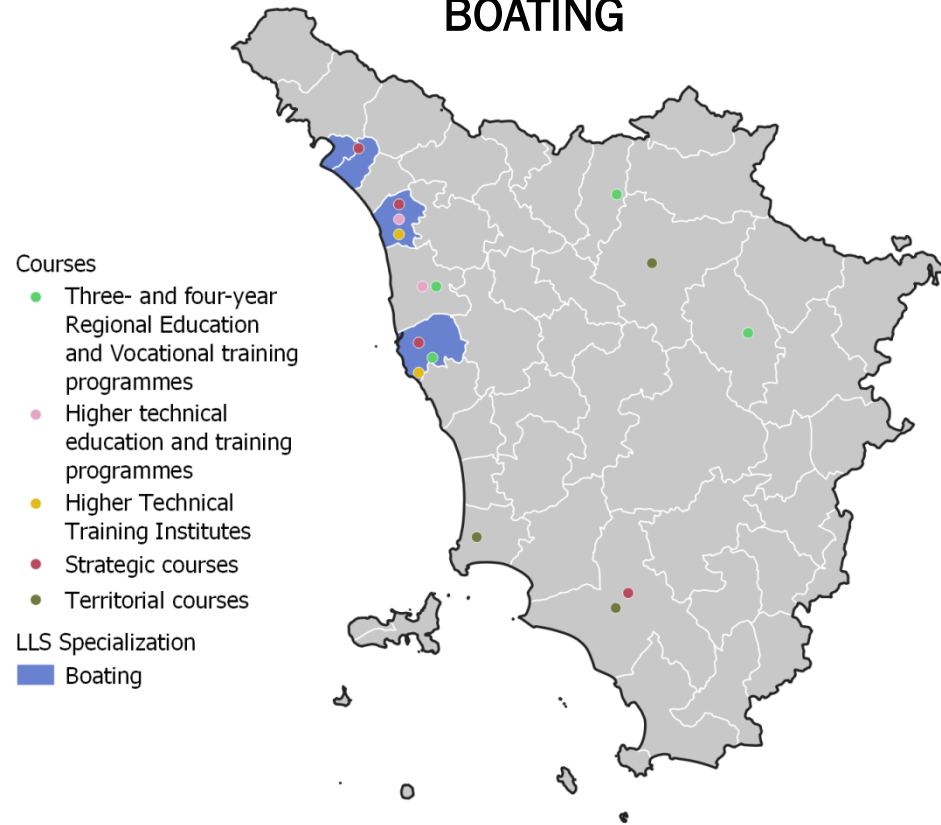 BOATING
Courses
Three- and four-year
Regional Education
and Vocational training
programmes
Higher technical
education and training
programmes
Higher Technical
Training Institutes
Strategic courses
Territorial courses
LLS Specialization
Boating